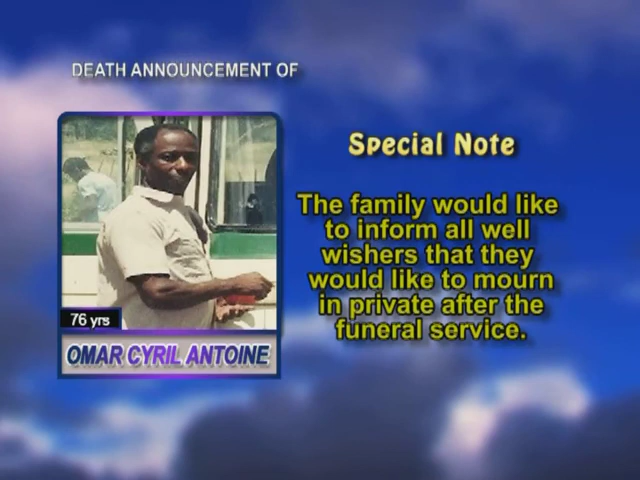 DEATH ANNOUNCEMENT OF
76 yrs
OMAR CYRIL ANTOINE
Special Note
The family would like
to inform all well
wishers that they
would like to mourn
in private after the
funeral service.